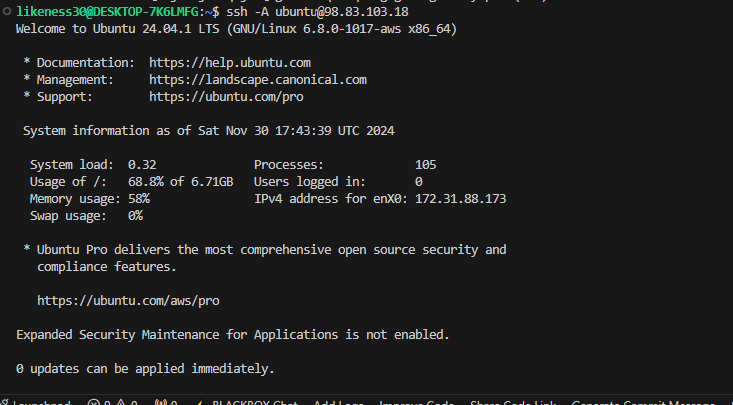 likeness30@DESKTOP-7K6LMFG:~$ ssh -A ubuntu@98.83.103.18
Welcome to Ubuntu 24.04.1 LTS (GNU/Linux 6.8.0-1017-aws x86_64)
* Documentation: https://help.ubuntu.com
* Management: https://landscape.canonical.com
* Support: https://ubuntu.com/pro
System information as of Sat Nov 30 17:43:39 UTC 2024
System load: 0.32 Processes: 105
Usage of /: 68.8% of 6.71GB Users logged in: 0
Memory usage: 58% IPv4 address for enX0: 172.31.88.173
Swap usage: 0%
* Ubuntu Pro delivers the most comprehensive open source security and
compliance features.
https://ubuntu.com/aws/pro
Expanded Security Maintenance for Applications is not enabled.
0 updates can be applied immediately.